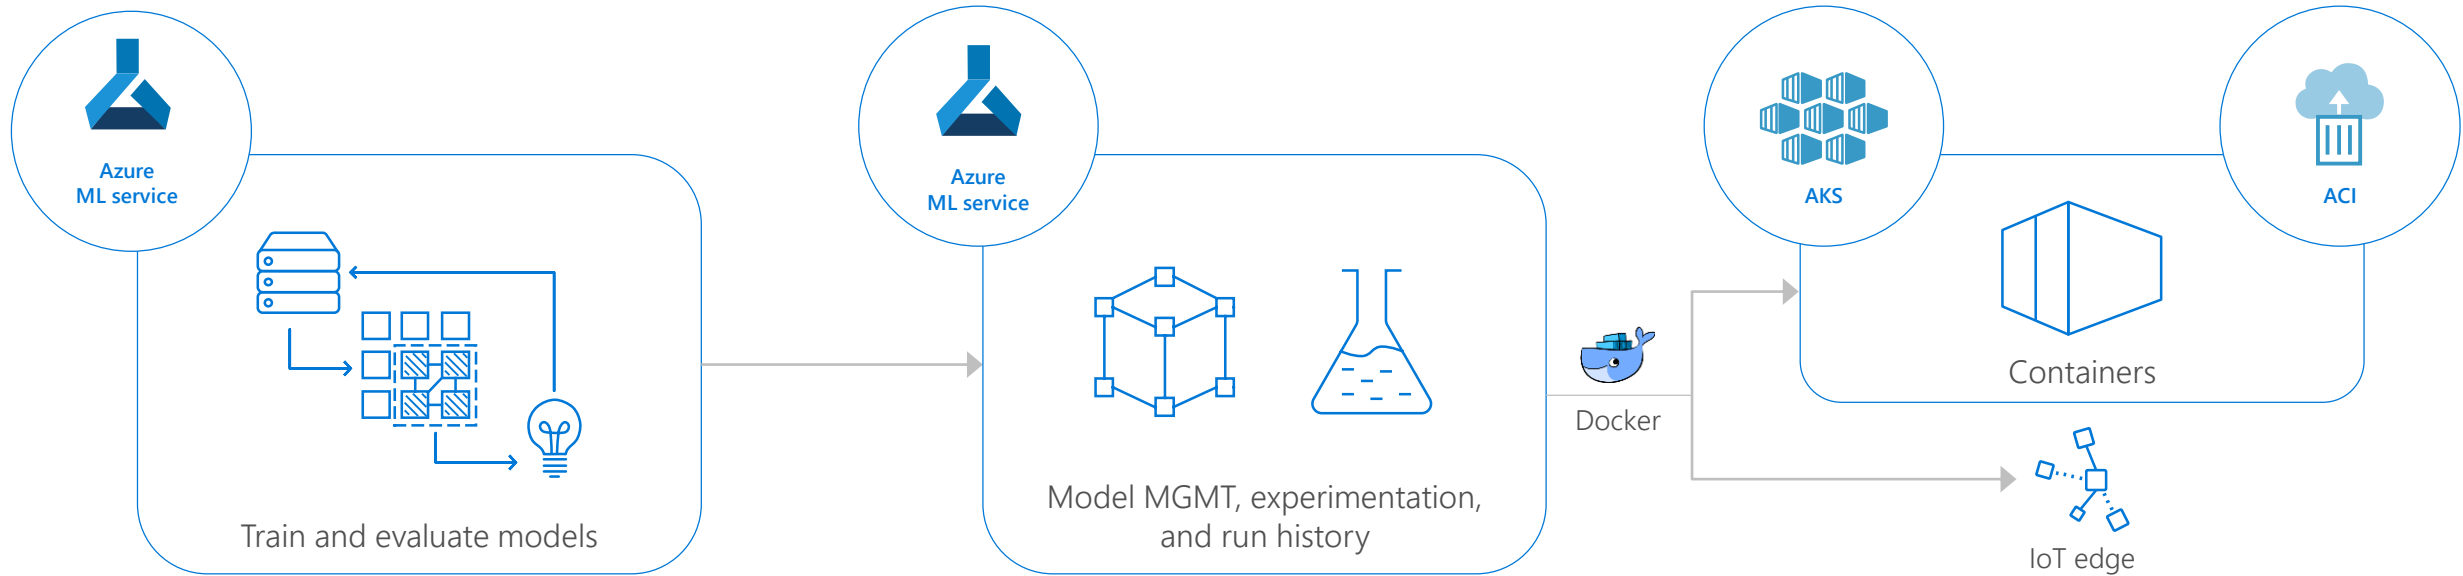 Azure
ML service
Train and evaluate models
Azure
ML service
Model MGMT, experimentation,
and run history
Docker
AKS
ACI
Containers
IoT edge